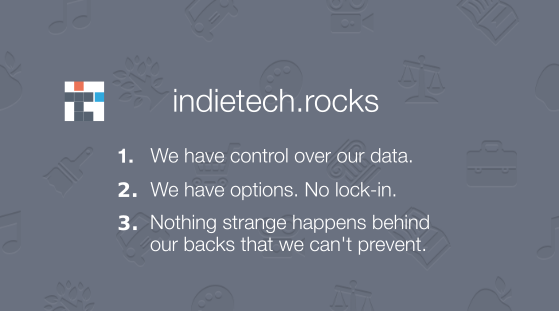 indietech.rocks
1. We have control over our data.
2. We have options. No lock-in.
3. Nothing strange happens behind
our backs that we can't prevent.